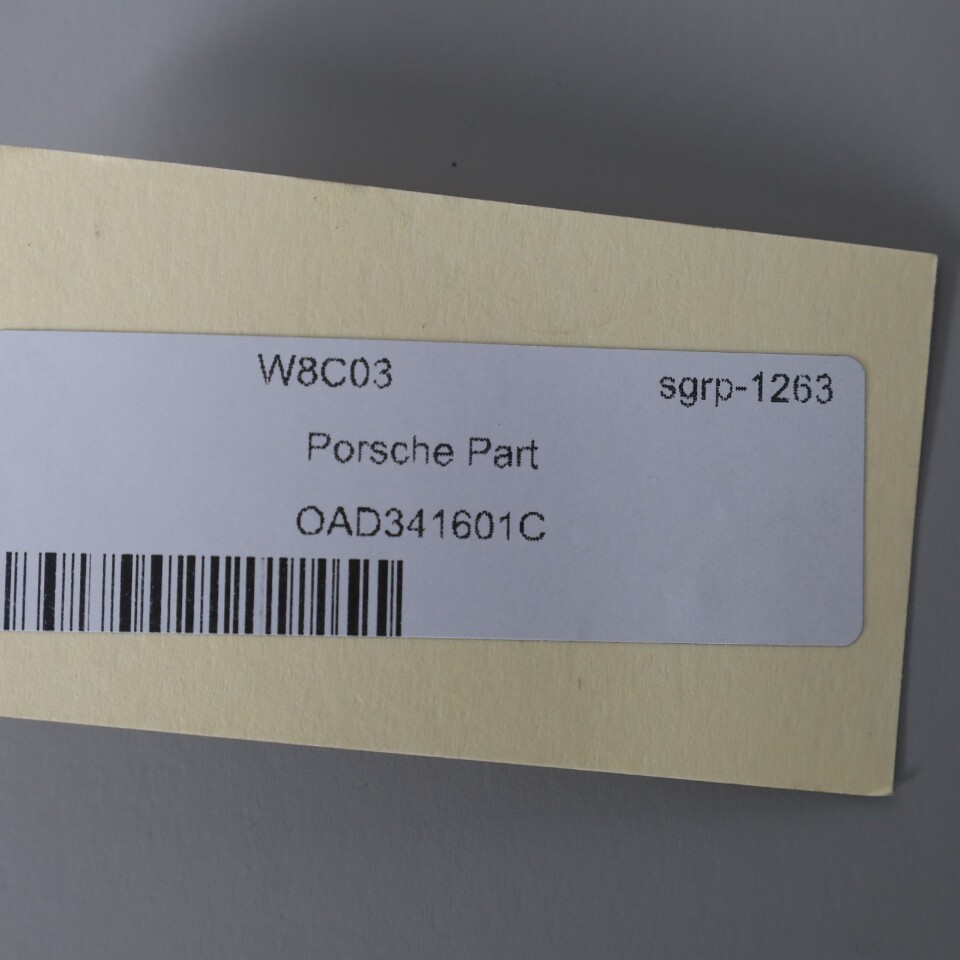 W8C03 sgrp-1263
Porsche Part
OAD341601C